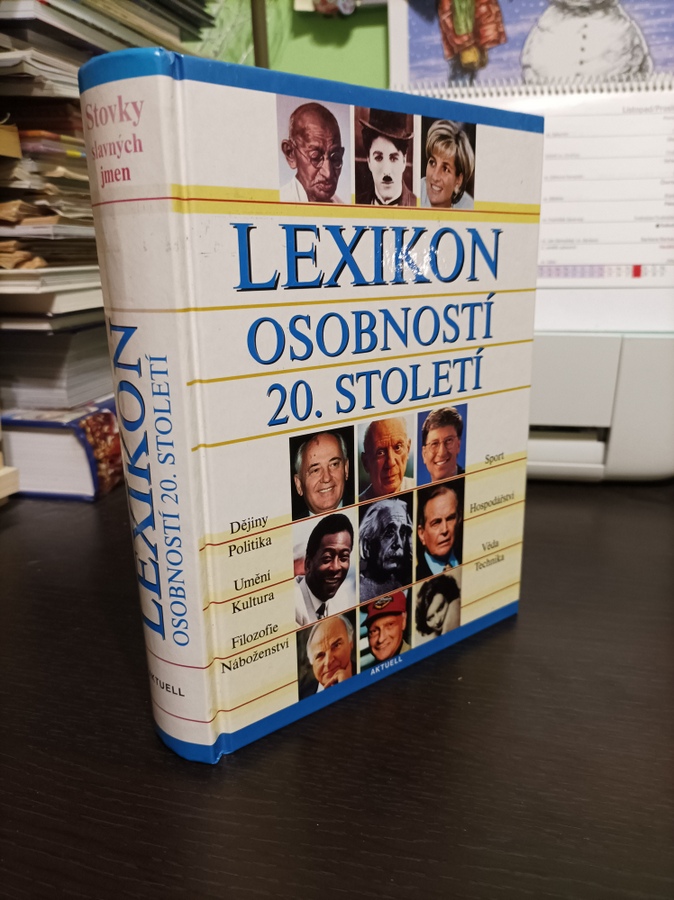 Stovky
slavných
jmen
LEXIKON
OSOBNOSTÍ 20. STOLETÍ
AKTUELL
LEXIKON
OSOBNOSTÍ
20. STOLETÍ
Dějiny
Politika
Umění
Kultura
Filozofie
Náboženství
Sport
Hospodářství
Věda
Technika
AKTUELL